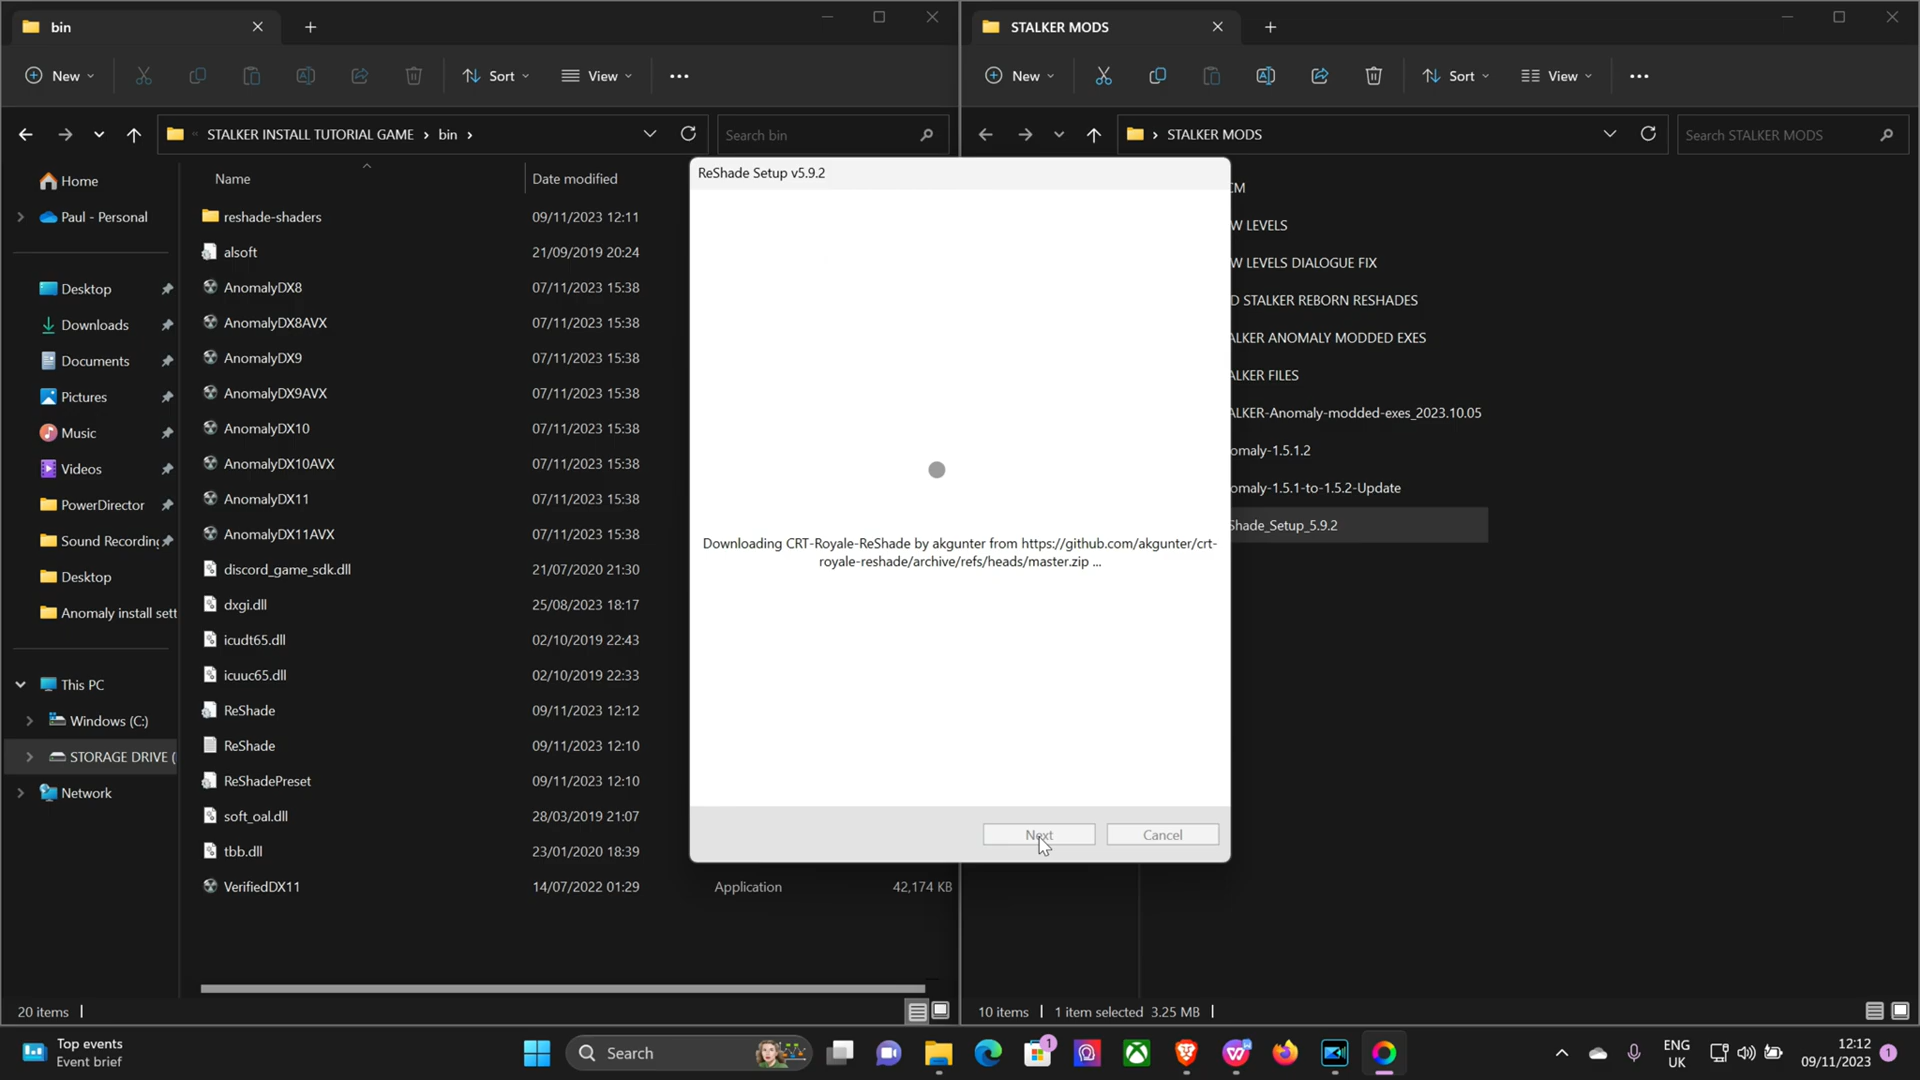 bin
STALKER MODS
New
Sort
View
New
Sort
View
STALKER INSTALL TUTORIAL GAME
bin
Search bin
STALKER MODS
Search STALKER MODS
Home
Paul - Personal
Desktop
Downloads
Documents
Pictures
Music
Videos
PowerDirector
Sound Recording
Desktop
Anomaly install sett
This PC
Windows (C:)
STORAGE DRIVE (
Network
Name Date modified
reshade-shaders 09/11/2023 12:11
alsoft 21/09/2019 20:24
AnomalyDX8 07/11/2023 15:38
AnomalyDX8AVX 07/11/2023 15:38
AnomalyDX9 07/11/2023 15:38
AnomalyDX9AVX 07/11/2023 15:38
AnomalyDX10 07/11/2023 15:38
AnomalyDX10AVX 07/11/2023 15:38
AnomalyDX11 07/11/2023 15:38
AnomalyDX11AVX 07/11/2023 15:38
discord_game_sdk.dll 21/07/2020 21:30
dxgi.dll 25/08/2023 18:17
icudt65.dll 02/10/2019 22:43
icuuc65.dll 02/10/2019 22:33
ReShade 09/11/2023 12:12
ReShade 09/11/2023 12:10
ReShadePreset 09/11/2023 12:10
soft_oal.dll 28/03/2019 21:07
tbb.dll 23/01/2020 18:39
VerifiedDX11 14/07/2022 01:29 Application 42,174 KB
20 items
ReShade Setup v5.9.2
Downloading CRT-Royale-ReShade by akgunter from https://github.com/akgunter/crt-
royale-reshade/archive/refs/heads/master.zip ...
Next
Cancel
CM
W LEVELS
W LEVELS DIALOGUE FIX
D STALKER REBORN RESHADES
ALKER ANOMALY MODDED EXES
ALKER FILES
ALKER-Anomaly-modded-exes_2023.10.05
omaly-1.5.1.2
omaly-1.5.1-to-1.5.2-Update
Shade_Setup_5.9.2
10 items
1 item selected 3.25 MB
Top events
Event brief
Search
1
ENG
UK
12:12
09/11/2023
1